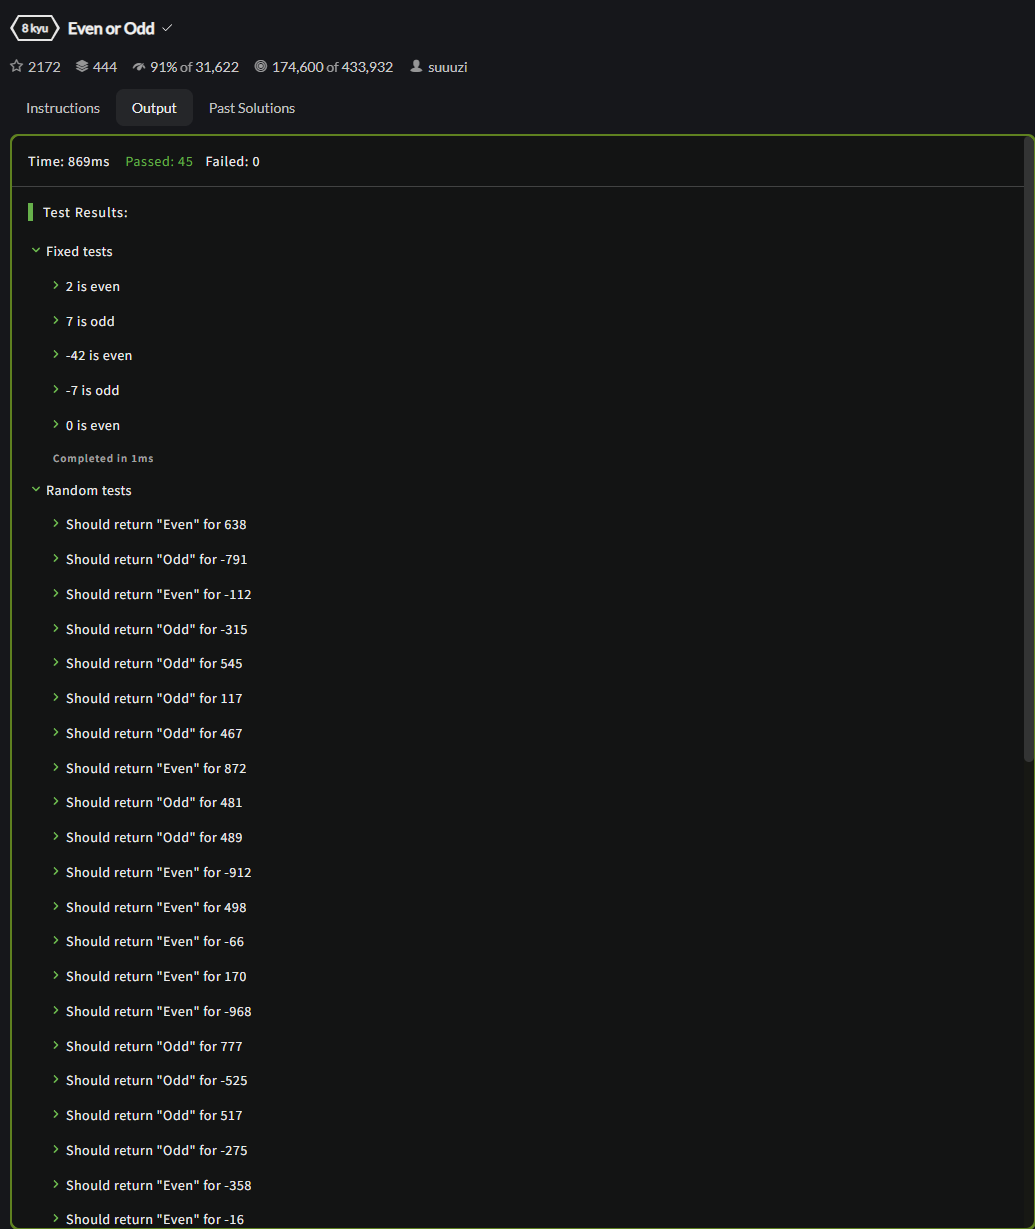 8 kyu Even or Odd
2172 444 91% of 31,622 174,600 of 433,932 suuuzi
Instructions Output Past Solutions
Time: 869ms Passed: 45 Failed: 0
Test Results:
Fixed tests
2 is even
7 is odd
-42 is even
-7 is odd
0 is even
Completed in 1ms
Random tests
Should return "Even" for 638
Should return "Odd" for -791
Should return "Even" for -112
Should return "Odd" for -315
Should return "Odd" for 545
Should return "Odd" for 117
Should return "Odd" for 467
Should return "Even" for 872
Should return "Odd" for 481
Should return "Odd" for 489
Should return "Even" for -912
Should return "Even" for 498
Should return "Even" for -66
Should return "Even" for 170
Should return "Even" for -968
Should return "Odd" for 777
Should return "Odd" for -525
Should return "Odd" for 517
Should return "Odd" for -275
Should return "Even" for -358
Should return "Even" for -16